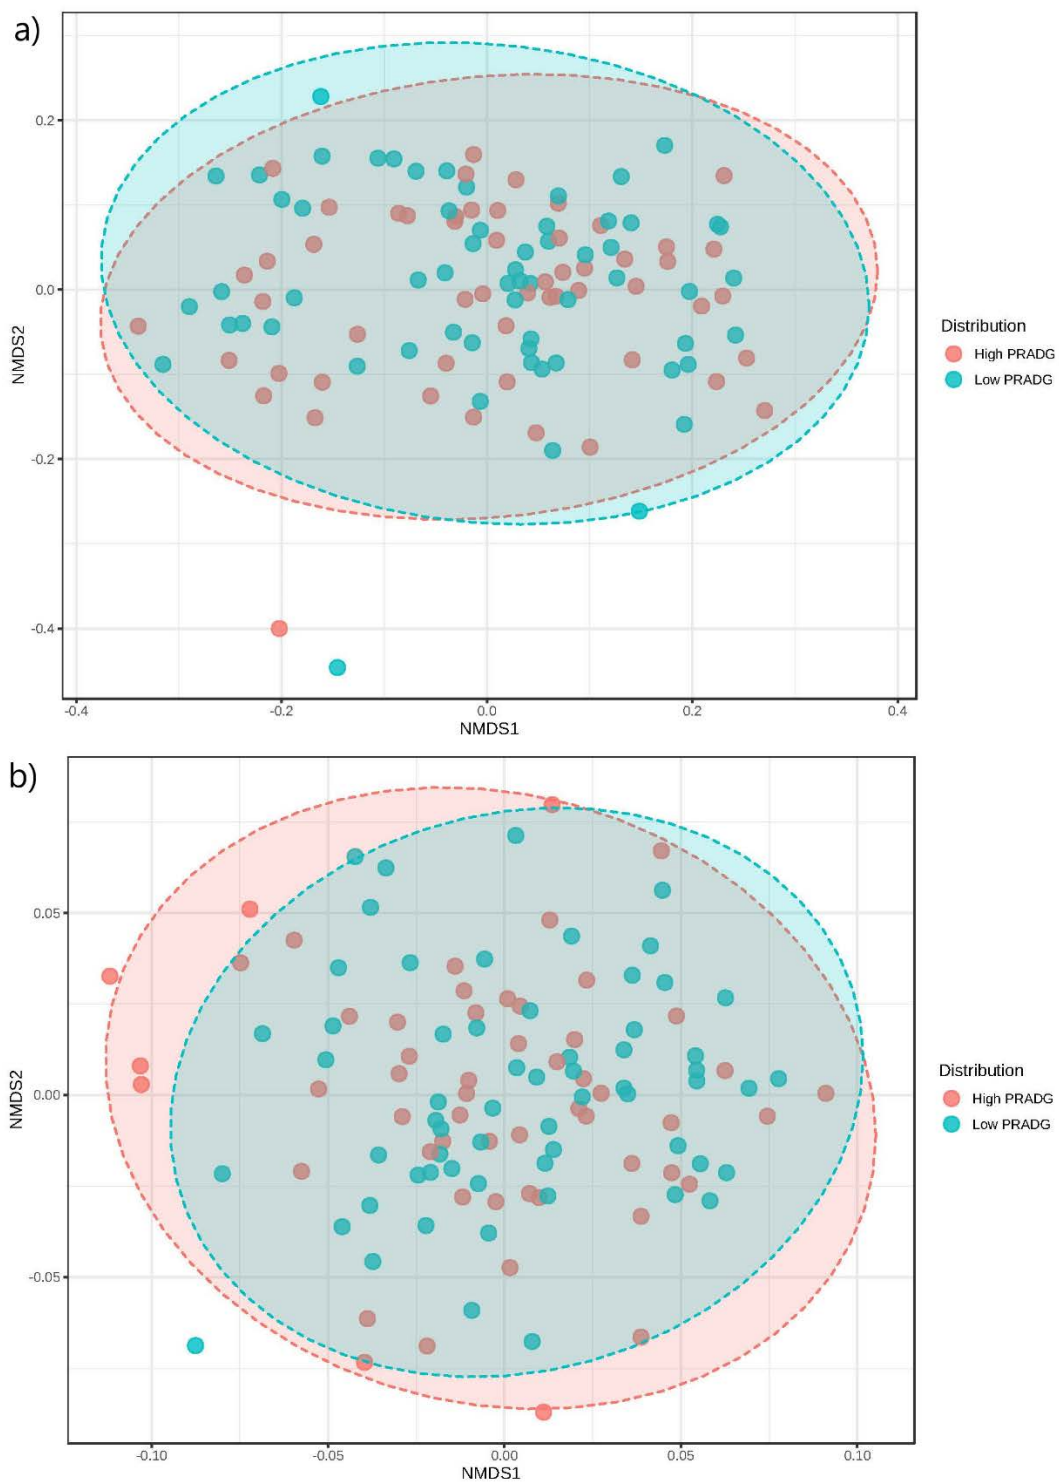 a)
0.2
0.0
-0.2
-0.4
NMDS2
-0.4
-0.2
0.0
0.2
0.4
NMDS1
Distribution
High PRADG
Low PRADG
b)
0.05
0.00
-0.05
NMDS2
-0.10
-0.05
0.00
0.05
0.10
NMDS1
Distribution
High PRADG
Low PRADG